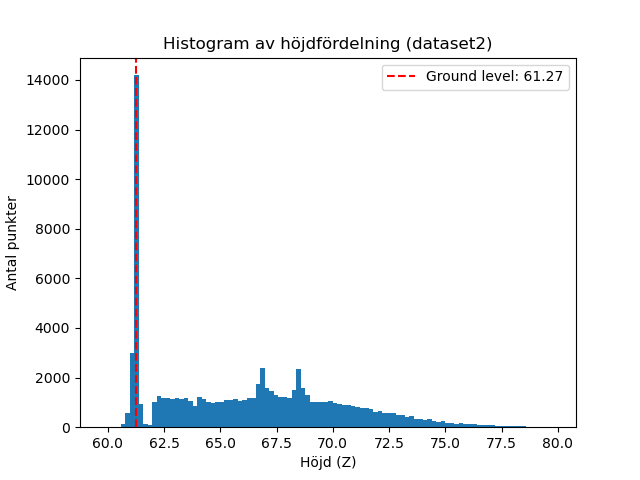 Histogram av höjdfördelning (dataset2)
Ground level: 61.27
14000
12000
10000
8000
6000
4000
2000
0
Antal punkter
60.0 62.5 65.0 67.5 70.0 72.5 75.0 77.5 80.0
Höjd (Z)